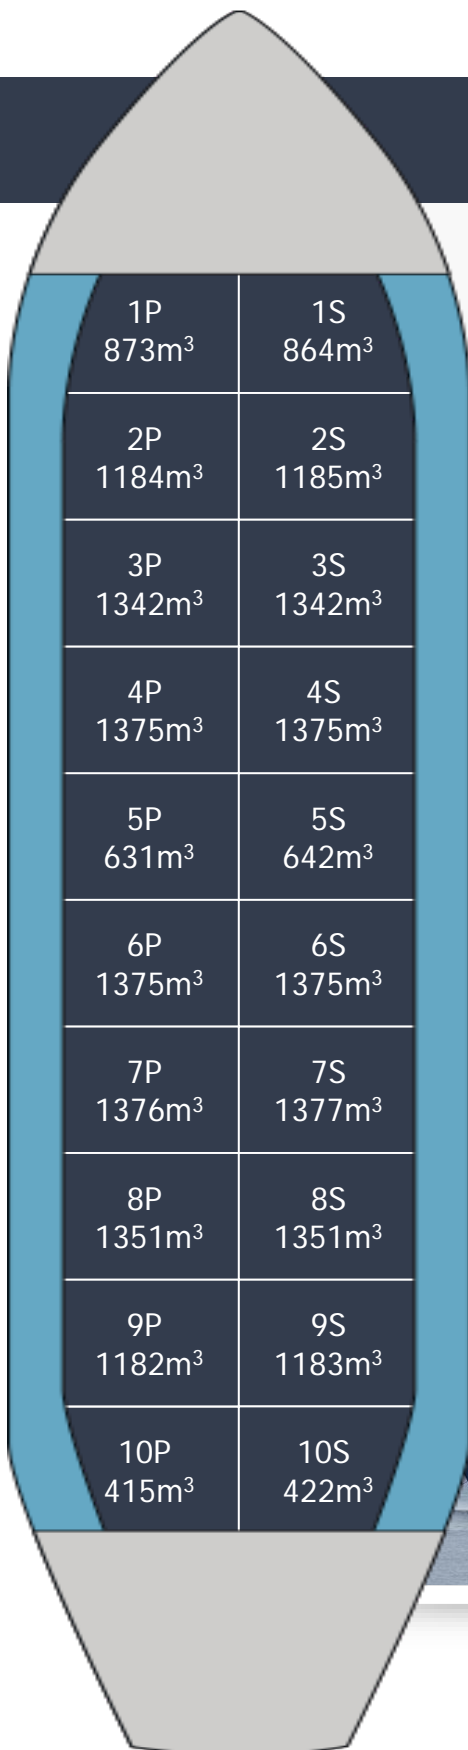 1P
873m³
1S
864m³
2P
1184m³
2S
1185m³
3P
1342m³
3S
1342m³
4P
1375m³
4S
1375m³
5P
631m³
5S
642m³
6P
1375m³
6S
1375m³
7P
1376m³
7S
1377m³
8P
1351m³
8S
1351m³
9P
1182m³
9S
1183m³
10P
415m³
10S
422m³